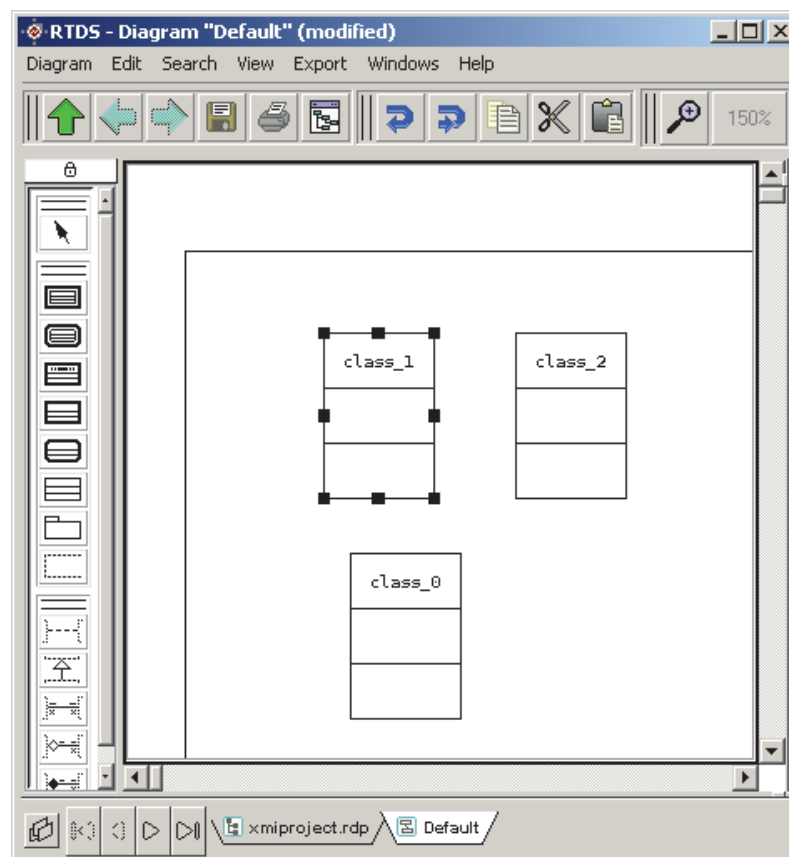 RTDS - Diagram "Default" (modified)
Diagram Edit Search View Export Windows Help
150%
class_1
class_2
class_0
xmiproject.rdp
Default